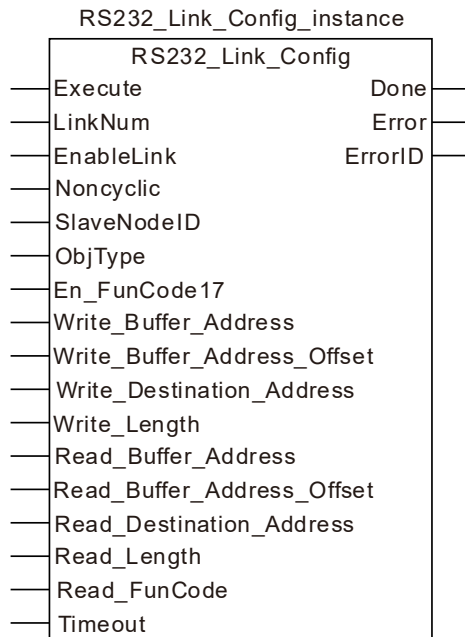 RS232_Link_Config_instance
RS232_Link_Config
Execute Done
LinkNum Error
EnableLink ErrorID
Noncyclic
SlaveNodeID
ObjType
En_FunCode17
Write_Buffer_Address
Write_Buffer_Address_Offset
Write_Destination_Address
Write_Length
Read_Buffer_Address
Read_Buffer_Address_Offset
Read_Destination_Address
Read_Length
Read_FunCode
Timeout